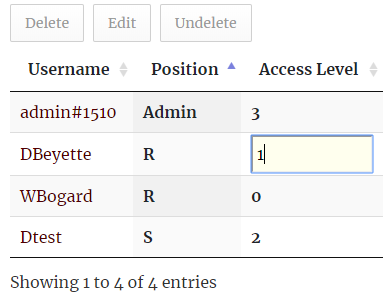 Delete Edit Undelete
Username Position Access Level
admin#1510 Admin 3
DBeyette R 1
WBogard R 0
Dtest S 2
Showing 1 to 4 of 4 entries